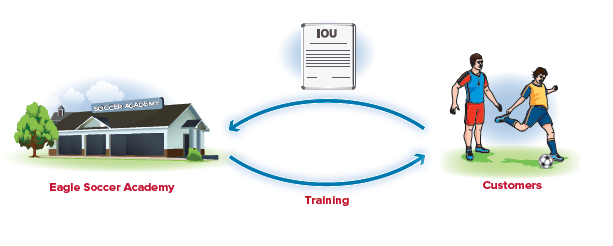 IOU
SOCCER ACADEMY
Eagle Soccer Academy
Training
Customers